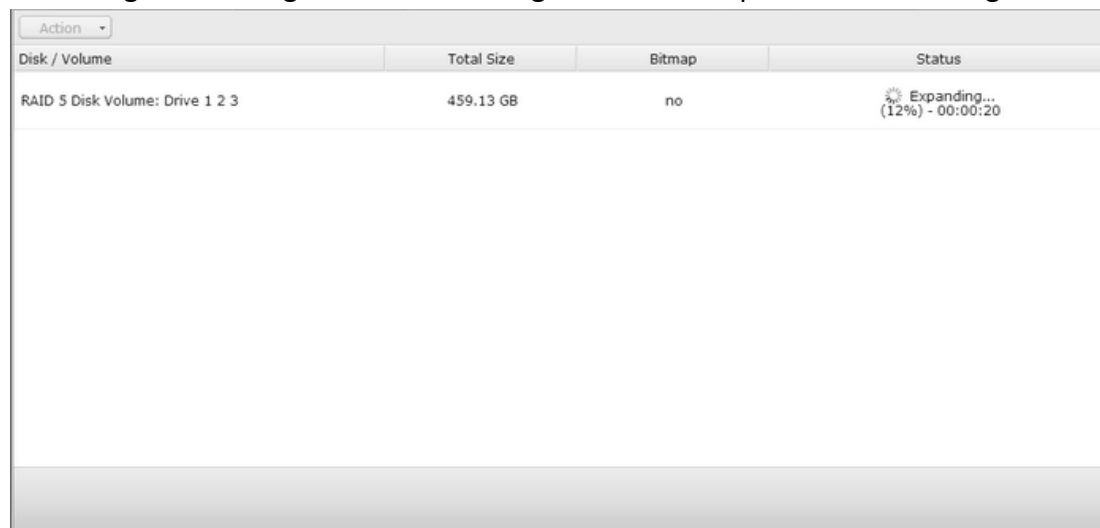 Action
Disk / Volume Total Size Bitmap Status
RAID 5 Disk Volume: Drive 1 2 3 459.13 GB no Expanding...
(12%) - 00:00:20